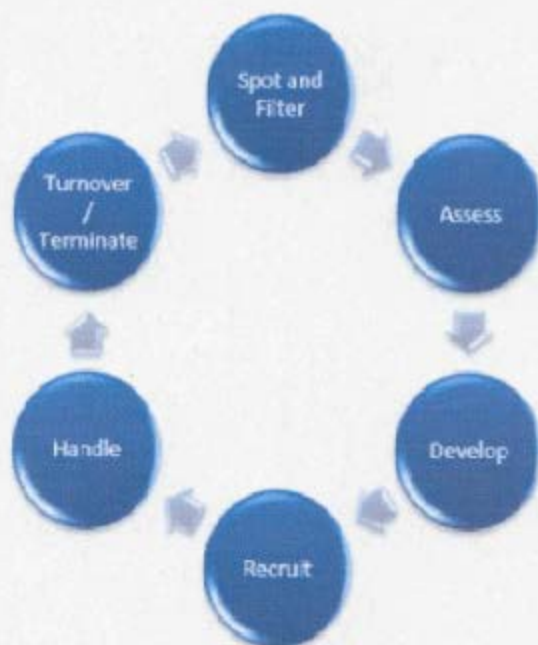 Spot and
Filter
Assess
Develop
Recruit
Handle
Turnover
/
Terminate